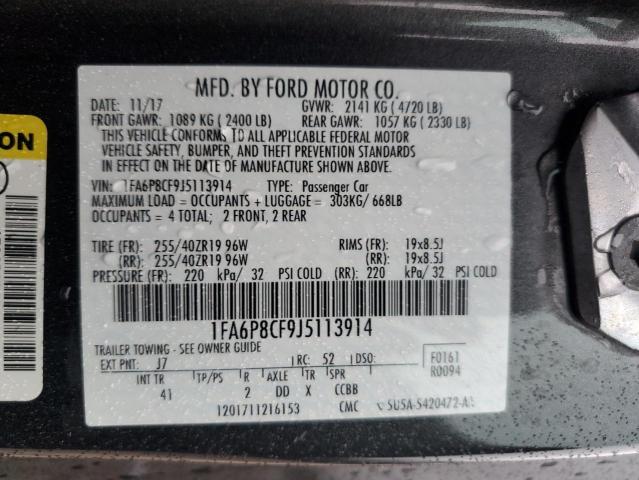 MFD. BY FORD MOTOR CO.
DATE: 11/17 GVWR: 2141 KG (4720 LB)
FRONT GAWR: 1089 KG (2400 LB) REAR GAWR: 1057 KG (2330 LB)
THIS VEHICLE CONFORMS TO ALL APPLICABLE FEDERAL MOTOR
VEHICLE SAFETY, BUMPER, AND THEFT PREVENTION STANDARDS
IN EFFECT ON THE DATE OF MANUFACTURE SHOWN ABOVE.
VIN: 1FA6P8CF9J5113914 TYPE: Passenger Car
MAXIMUM LOAD = OCCUPANTS + LUGGAGE = 303KG/ 668LB
OCCUPANTS = 4 TOTAL; 2 FRONT, 2 REAR
TIRE (FR): 255/40ZR19 96W RIMS (FR): 19x8.5J
(RR): 255/40ZR19 96W (RR): 19x8.5J
PRESSURE (FR): 220 kPa/ 32 PSI COLD (RR): 220 kPa/ 32 PSI COLD
1FA6P8CF9J5113914
TRAILER TOWING - SEE OWNER GUIDE
EXT PNT: J7 RC: 52 DSO: F0161
R0094
INT TR TP/PS R AXLE TR SPR
41 2 DD X CCBB
1201711216153 CMC
ON